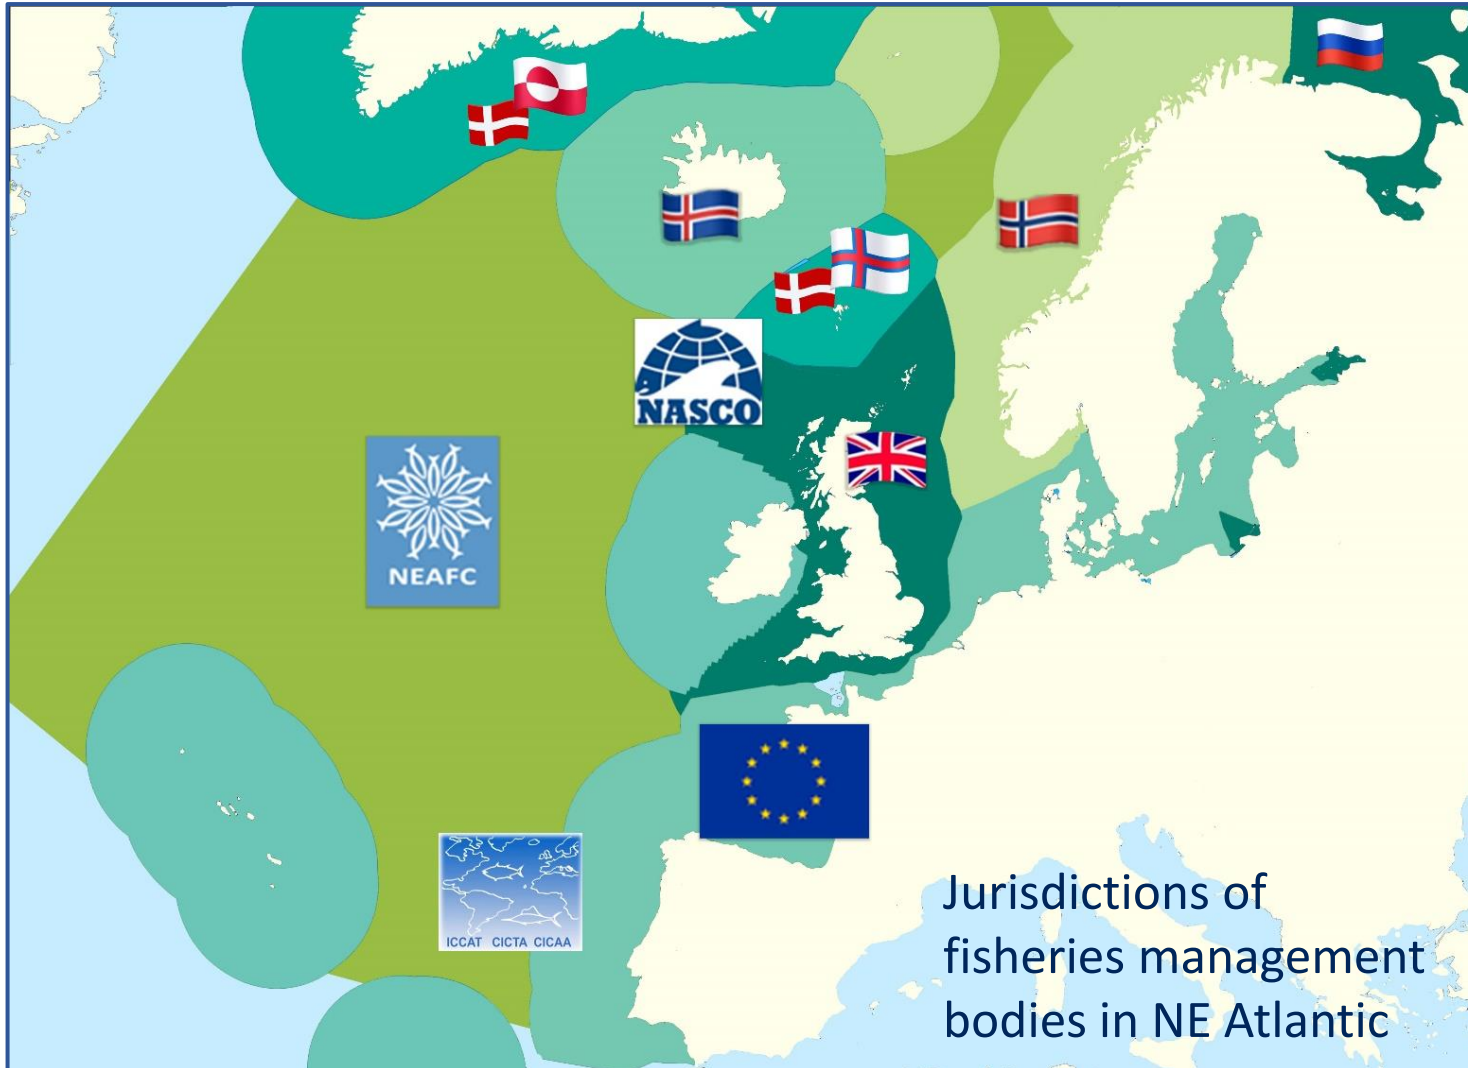 NASCO
NEAFC
ICCAT CICTA CICAA
Jurisdictions of
fisheries management
bodies in NE Atlantic